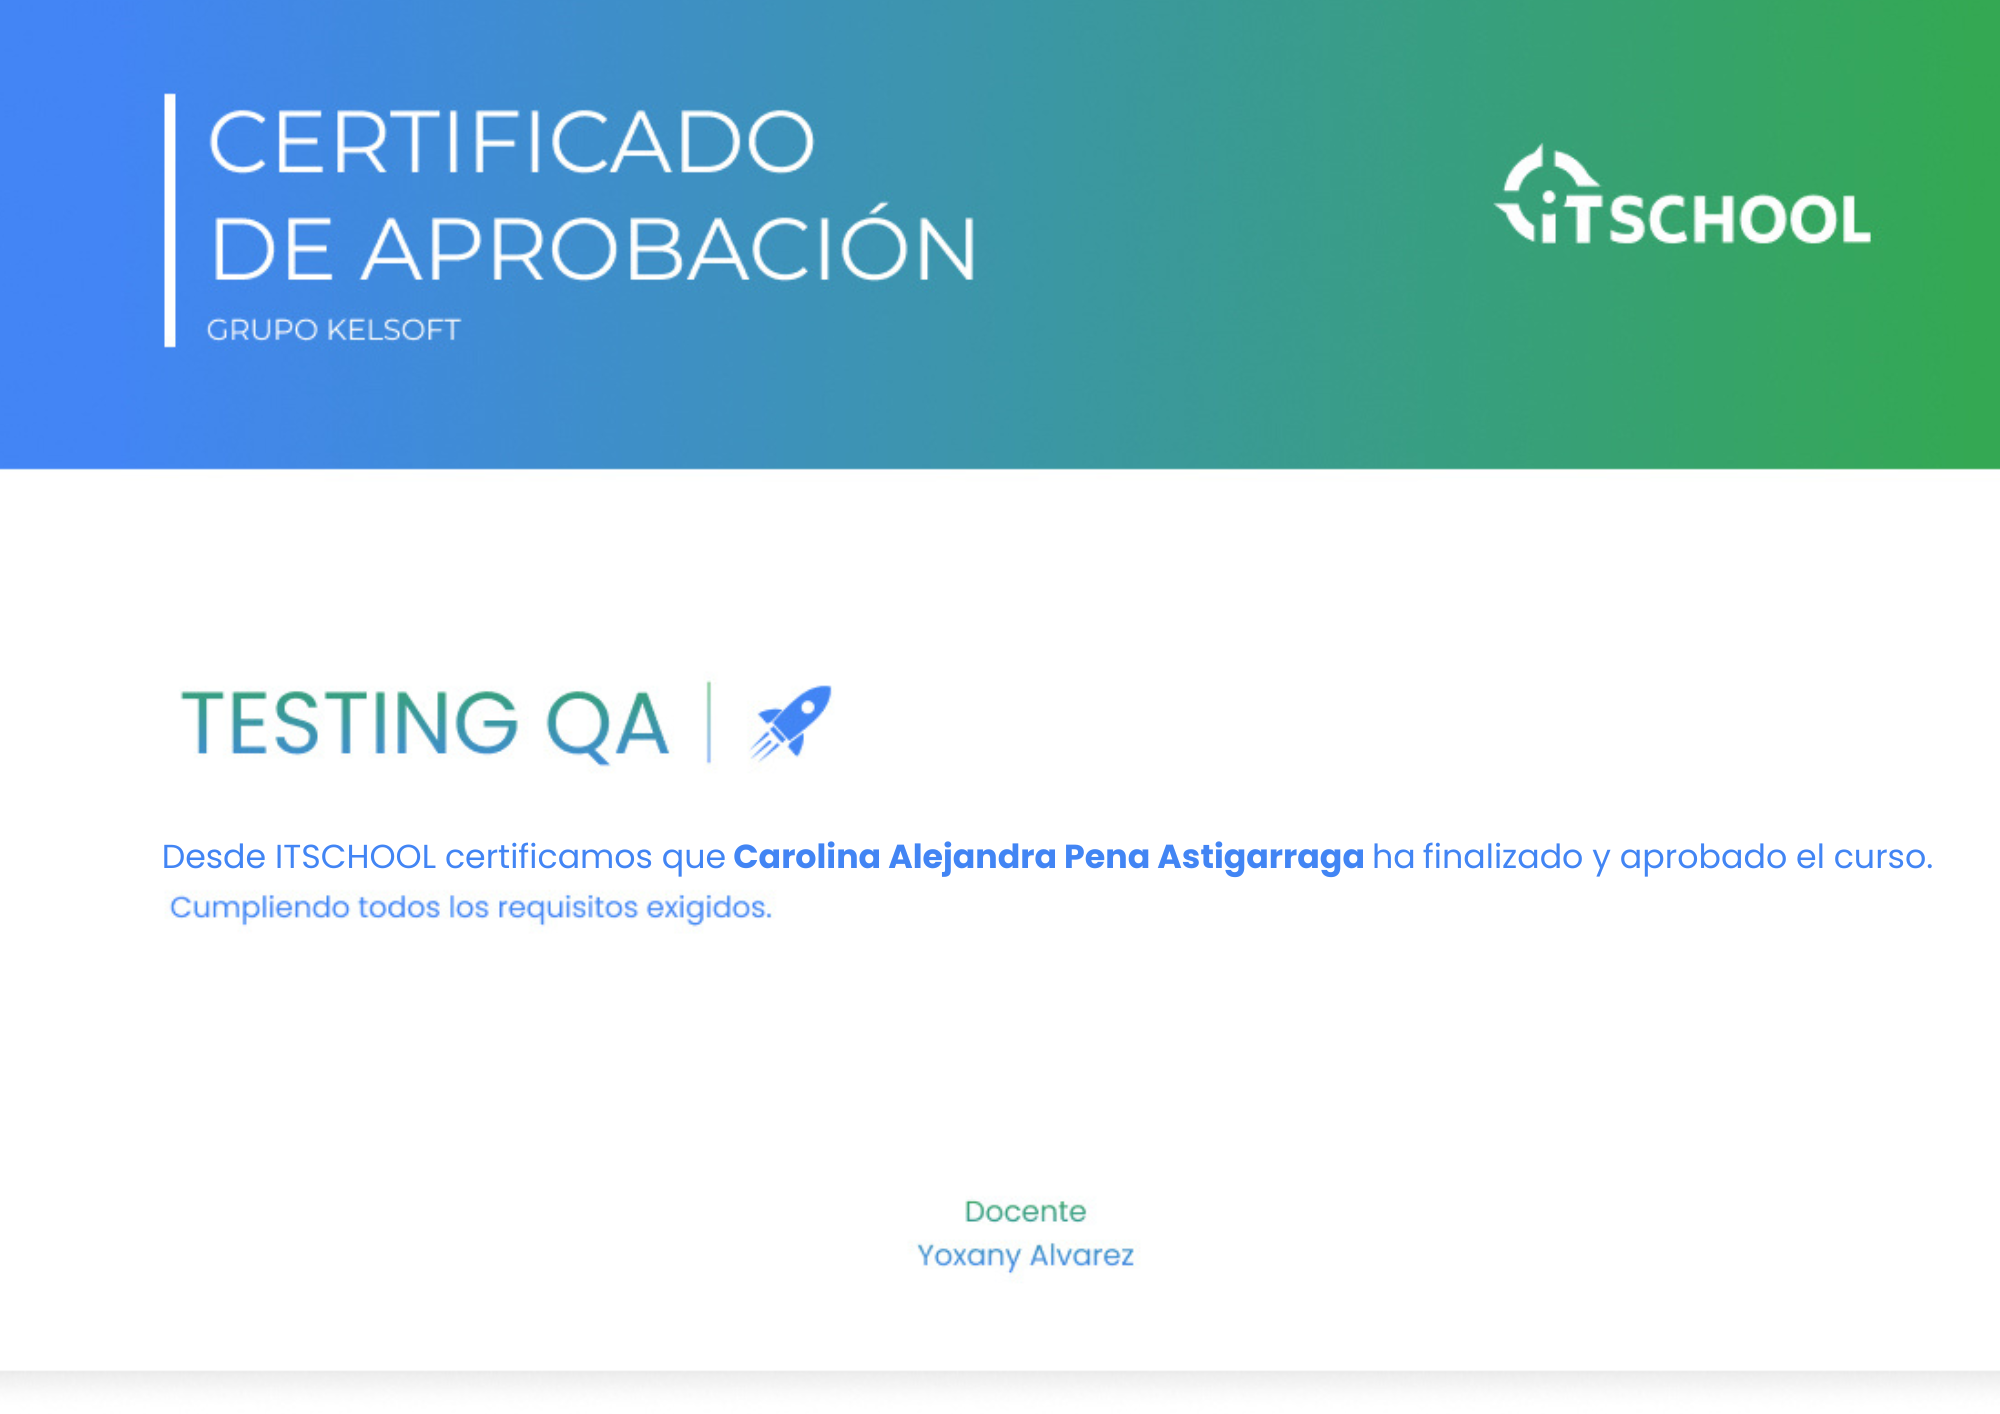 CERTIFICADO
DE APROBACIÓN
GRUPO KELSOFT
iTSCHOOL
TESTING QA
Desde ITSCHOOL certificamos que Carolina Alejandra Pena Astigarraga ha finalizado y aprobado el curso.
Cumpliendo todos los requisitos exigidos.
Docente
Yoxany Alvarez